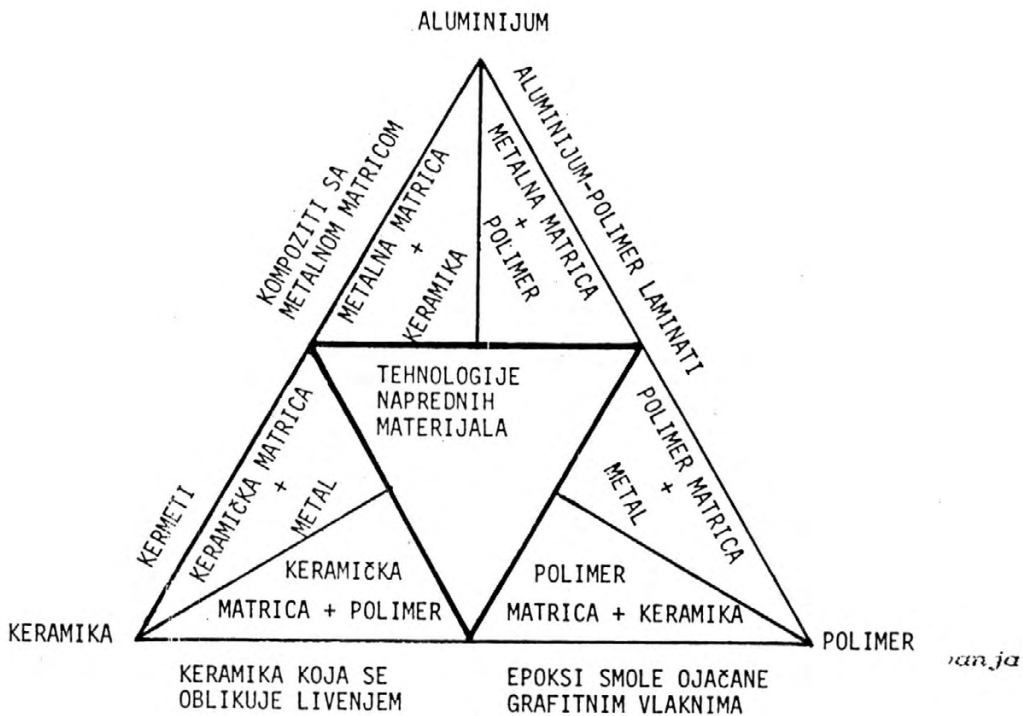 ALUMINIJUM
KOMPOZITI SA
METALNOM MATRICOM
METALNA MATRICA
+
KERAMIKA
METALNA MATRICA
+
POLIMER
ALUMINIJUM-POLIMER LAMINATI
TEHNOLOGIJE
NAPREDNIH
MATERIJALA
KERMETI
KERAMIČKA MATRICA
+
METAL
KERAMIČKA
MATRICA + POLIMER
POLIMER MATRICA
+
METAL
POLIMER
MATRICA + KERAMIKA
KERAMIKA
POLIMER
KERAMIKA KOJA SE
OBLIKUJE LIVENJEM
EPOKSI SMOLE OJAČANE
GRAFITNIM VLAKNIMA